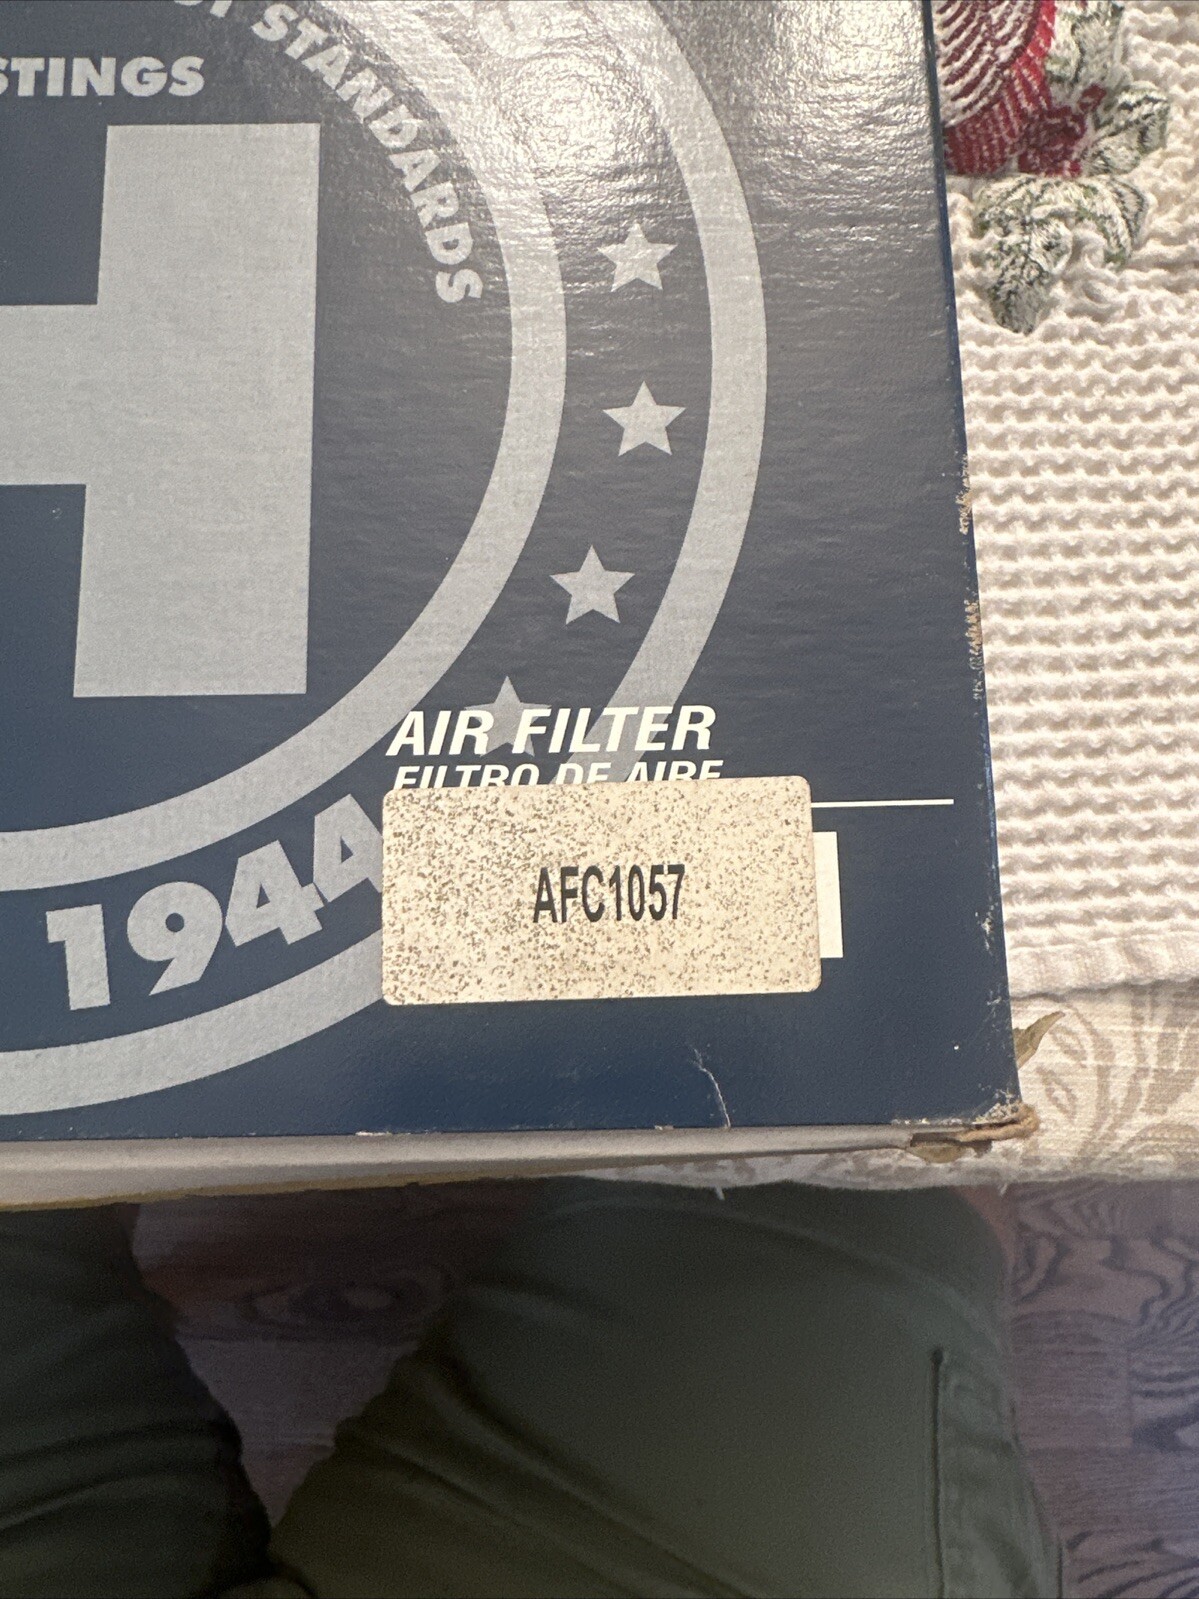 STANDARDS
STINGS
H
AIR FILTER
FILTRO DE AIRE
1944
AFC1057